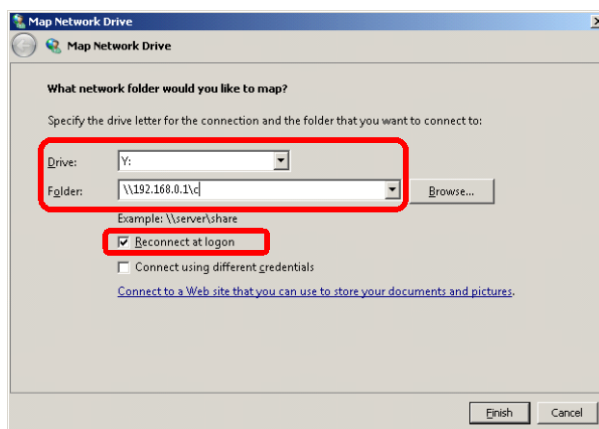 Map Network Drive
Map Network Drive
What network folder would you like to map?
Specify the drive letter for the connection and the folder that you want to connect to:
Drive: Y:
Folder: \\192.168.0.1\c Browse...
Example: \\server\share
Reconnect at logon
Connect using different credentials
Connect to a Web site that you can use to store your documents and pictures.
Finish Cancel